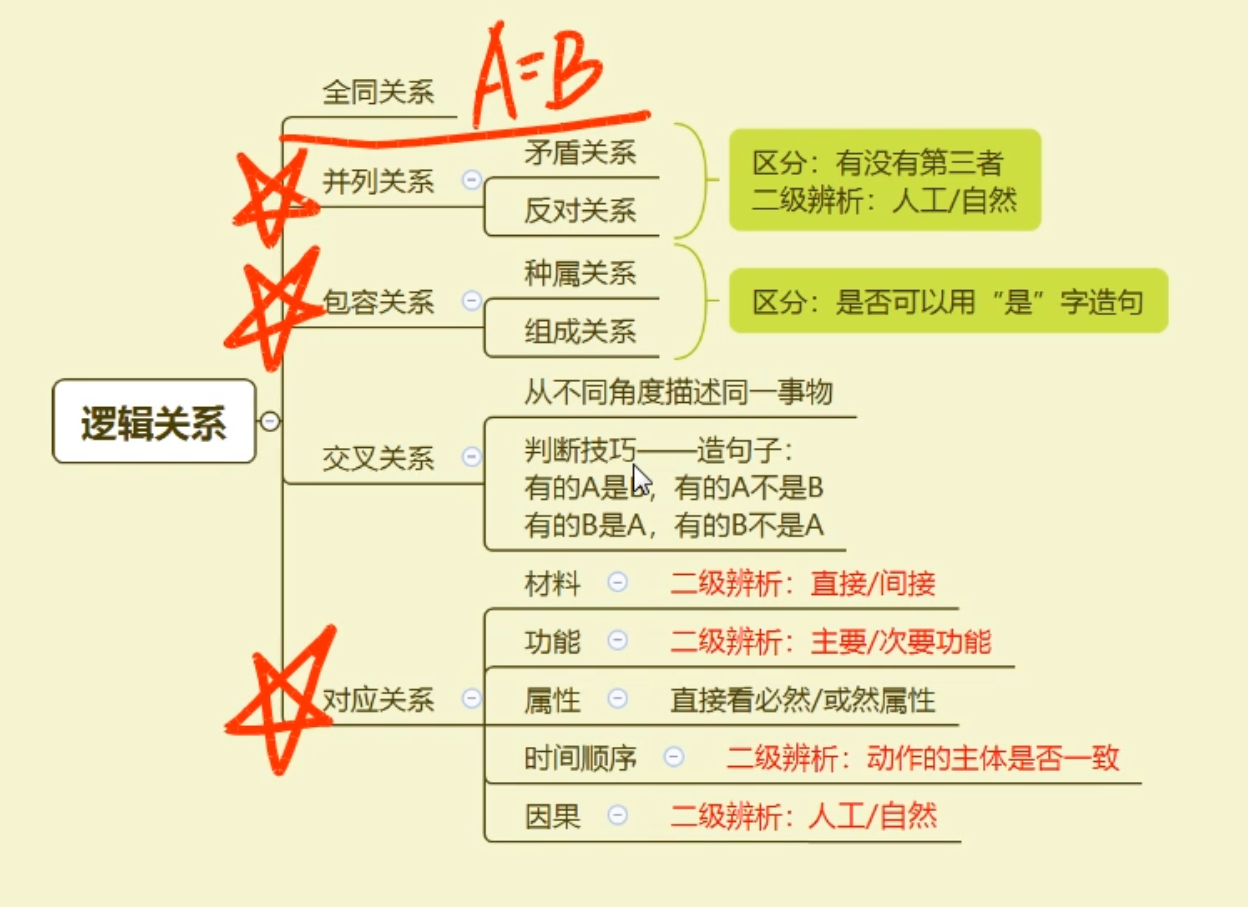 全同关系
A=B
并列关系
矛盾关系
反对关系
区分：有没有第三者
二级辨析：人工/自然
包容关系
种属关系
组成关系
区分：是否可以用“是”字造句
逻辑关系
交叉关系
从不同角度描述同一事物
判断技巧——造句子：
有的A是B，有的A不是B
有的B是A，有的B不是A
对应关系
材料 二级辨析：直接/间接
功能 二级辨析：主要/次要功能
属性 直接看必然/或然属性
时间顺序 二级辨析：动作的主体是否一致
因果 二级辨析：人工/自然